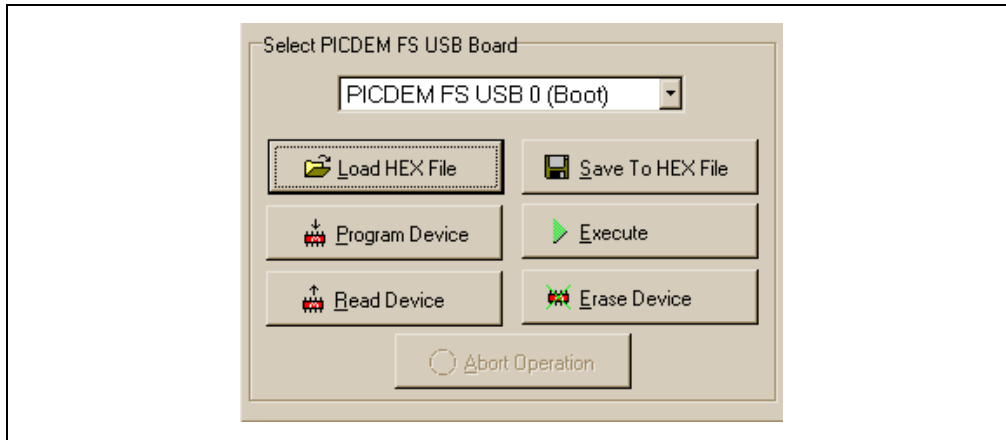 Select PICDEM FS USB Board
PICDEM FS USB 0 (Boot)
Load HEX File
Save To HEX File
Program Device
Execute
Read Device
Erase Device
Abort Operation